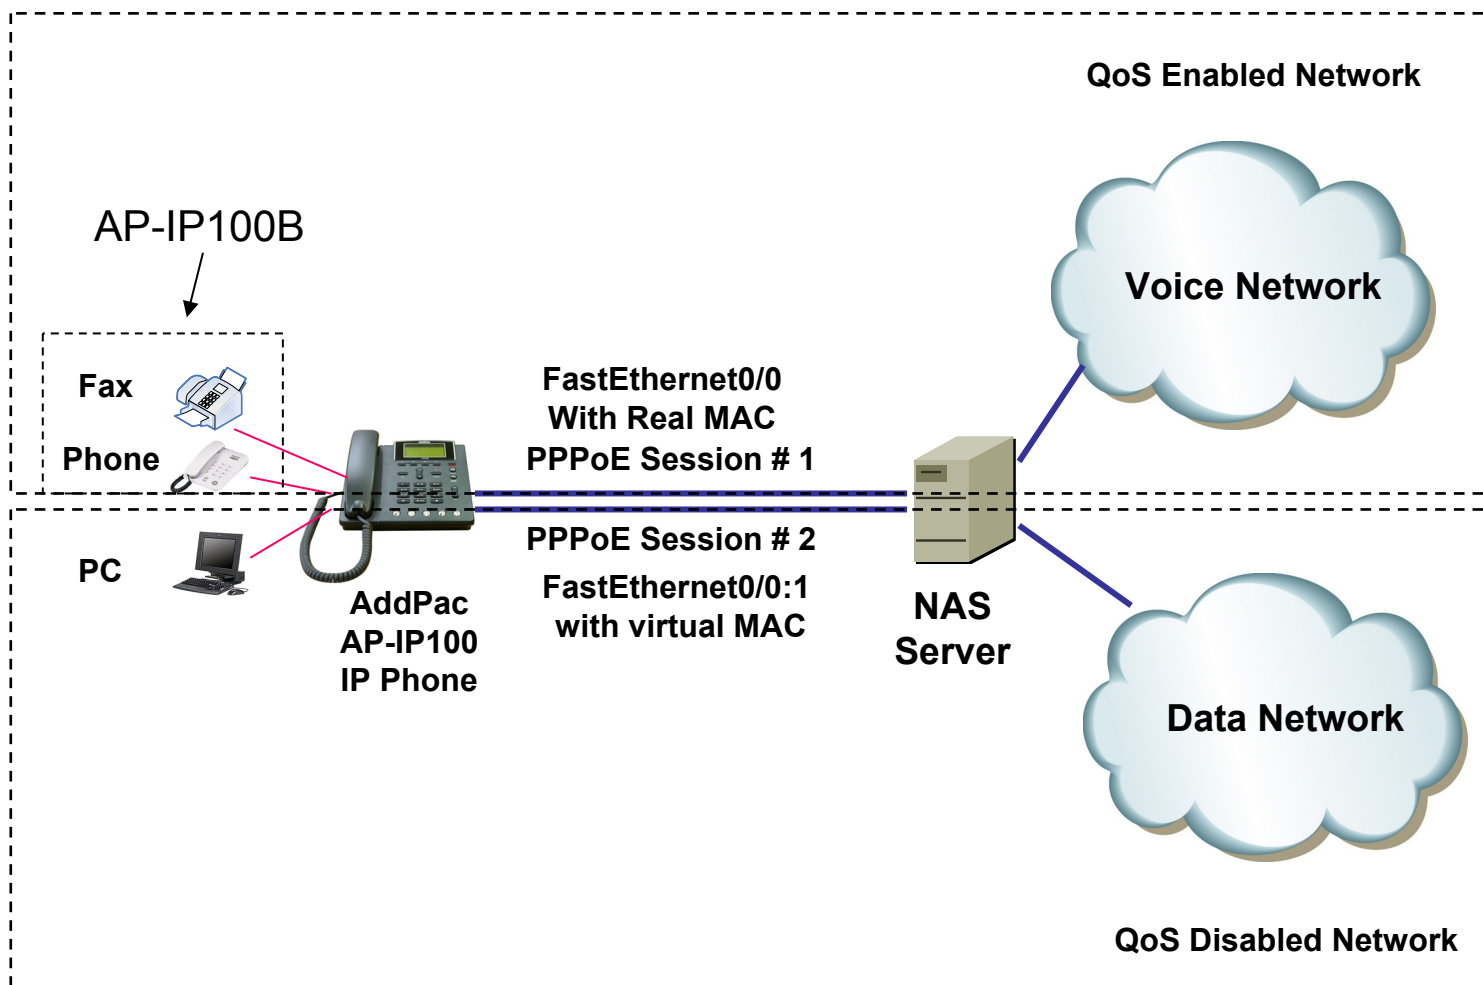 QoS Enabled Network
AP-IP100B
Voice Network
Fax
Phone
FastEthernet0/0
With Real MAC
PPPoE Session # 1
PC
PPPoE Session # 2
FastEthernet0/0:1
with virtual MAC
AddPac
AP-IP100
IP Phone
NAS
Server
Data Network
QoS Disabled Network